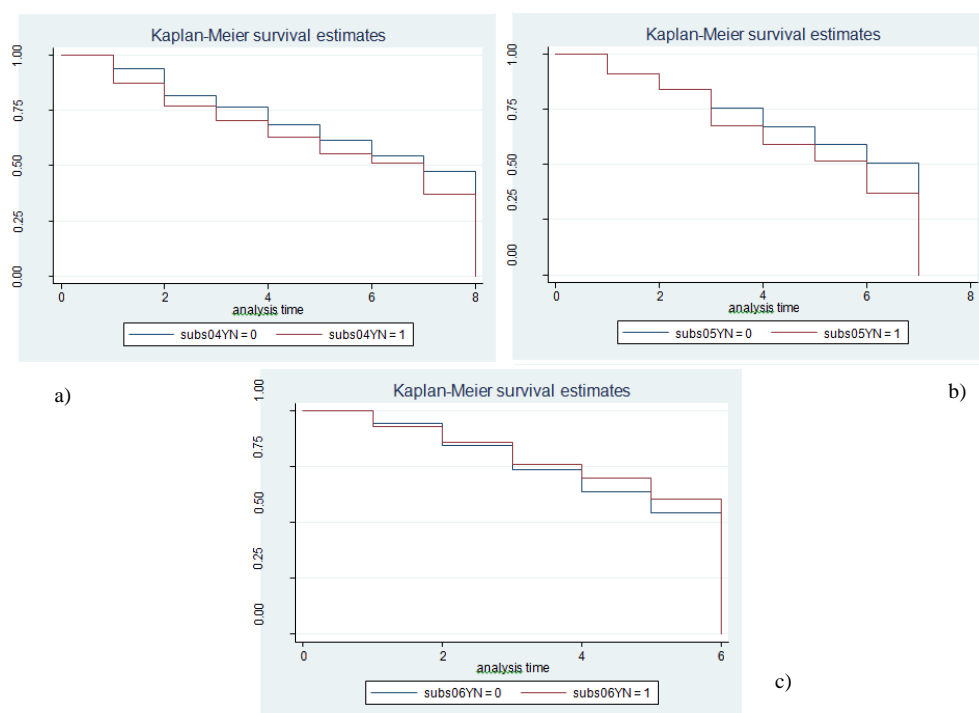 Kaplan-Meier survival estimates
1.00
0.75
0.50
0.25
0.00
0 2 4 6 8
analysis time
subs04YN = 0 subs04YN = 1
a)
Kaplan-Meier survival estimates
1.00
0.75
0.50
0.25
0.00
0 2 4 6 8
analysis time
subs05YN = 0 subs05YN = 1
b)
Kaplan-Meier survival estimates
1.00
0.75
0.50
0.25
0.00
0 2 4 6
analysis time
subs06YN = 0 subs06YN = 1
c)